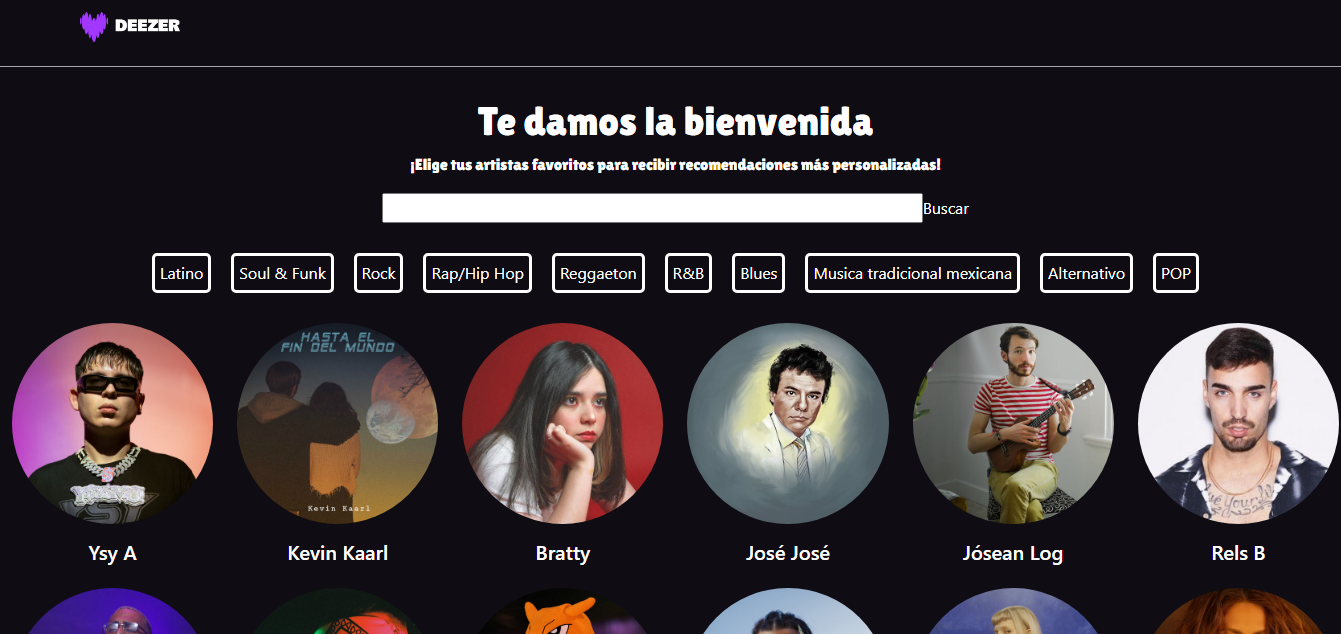 DEEZER
Te damos la bienvenida
¡Elige tus artistas favoritos para recibir recomendaciones más personalizadas!
Buscar
Latino
Soul & Funk
Rock
Rap/Hip Hop
Reggaeton
R&B
Blues
Musica tradicional mexicana
Alternativo
POP
HASTA EL
FIN DEL MUNDO
Kevin Kaarl
Ysy A
Kevin Kaarl
Bratty
José José
Jósean Log
Rels B